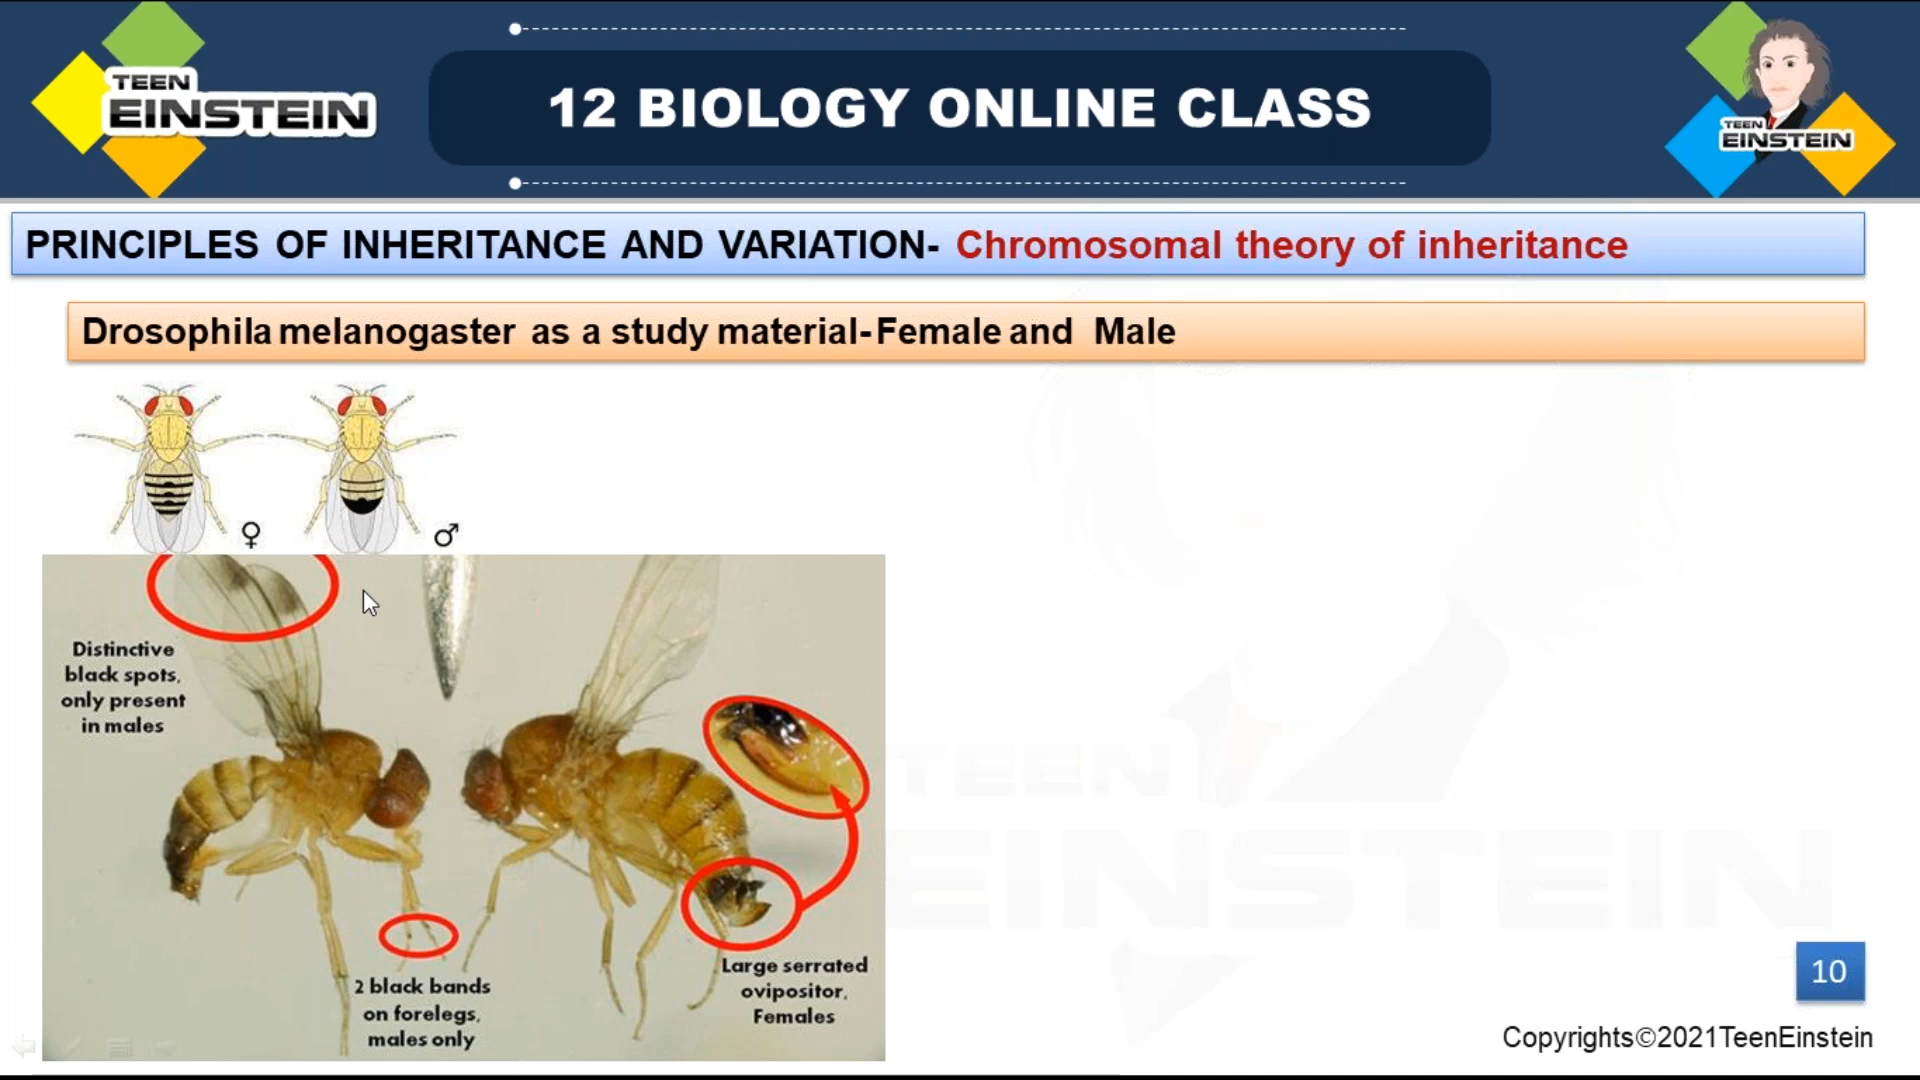 TEEN
EINSTEIN
12 BIOLOGY ONLINE CLASS
TEEN
EINSTEIN
PRINCIPLES OF INHERITANCE AND VARIATION- Chromosomal theory of inheritance
Drosophila melanogaster as a study material-Female and Male
♀
♂
Distinctive
black spots,
only present
in males
2 black bands
on forelegs,
males only
Large serrated
ovipositor,
Females
TEEN
EINSTEIN
10
Copyrights©2021TeenEinstein